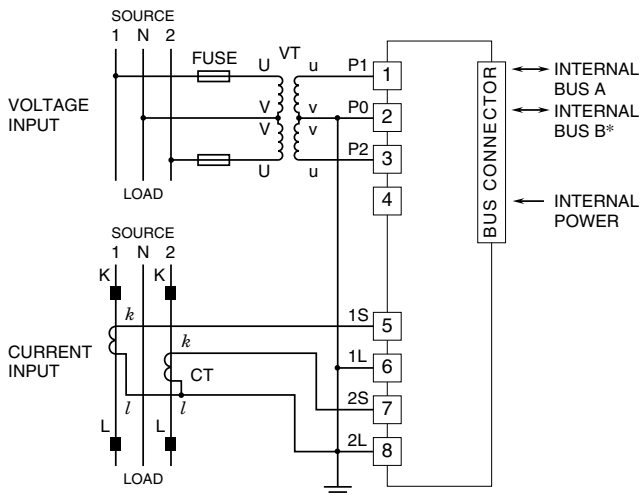 SOURCE
1 N 2
FUSE
VT
U
u
P1
1
VOLTAGE
INPUT
V
v
P0
2
V
v
U
u
P2
3
4
LOAD
BUS CONNECTOR
INTERNAL
BUS A
INTERNAL
BUS B*
INTERNAL
POWER
SOURCE
1 N 2
K
K
k
1S
5
CURRENT
INPUT
k
CT
1L
6
l
l
2S
7
L
L
2L
8
LOAD